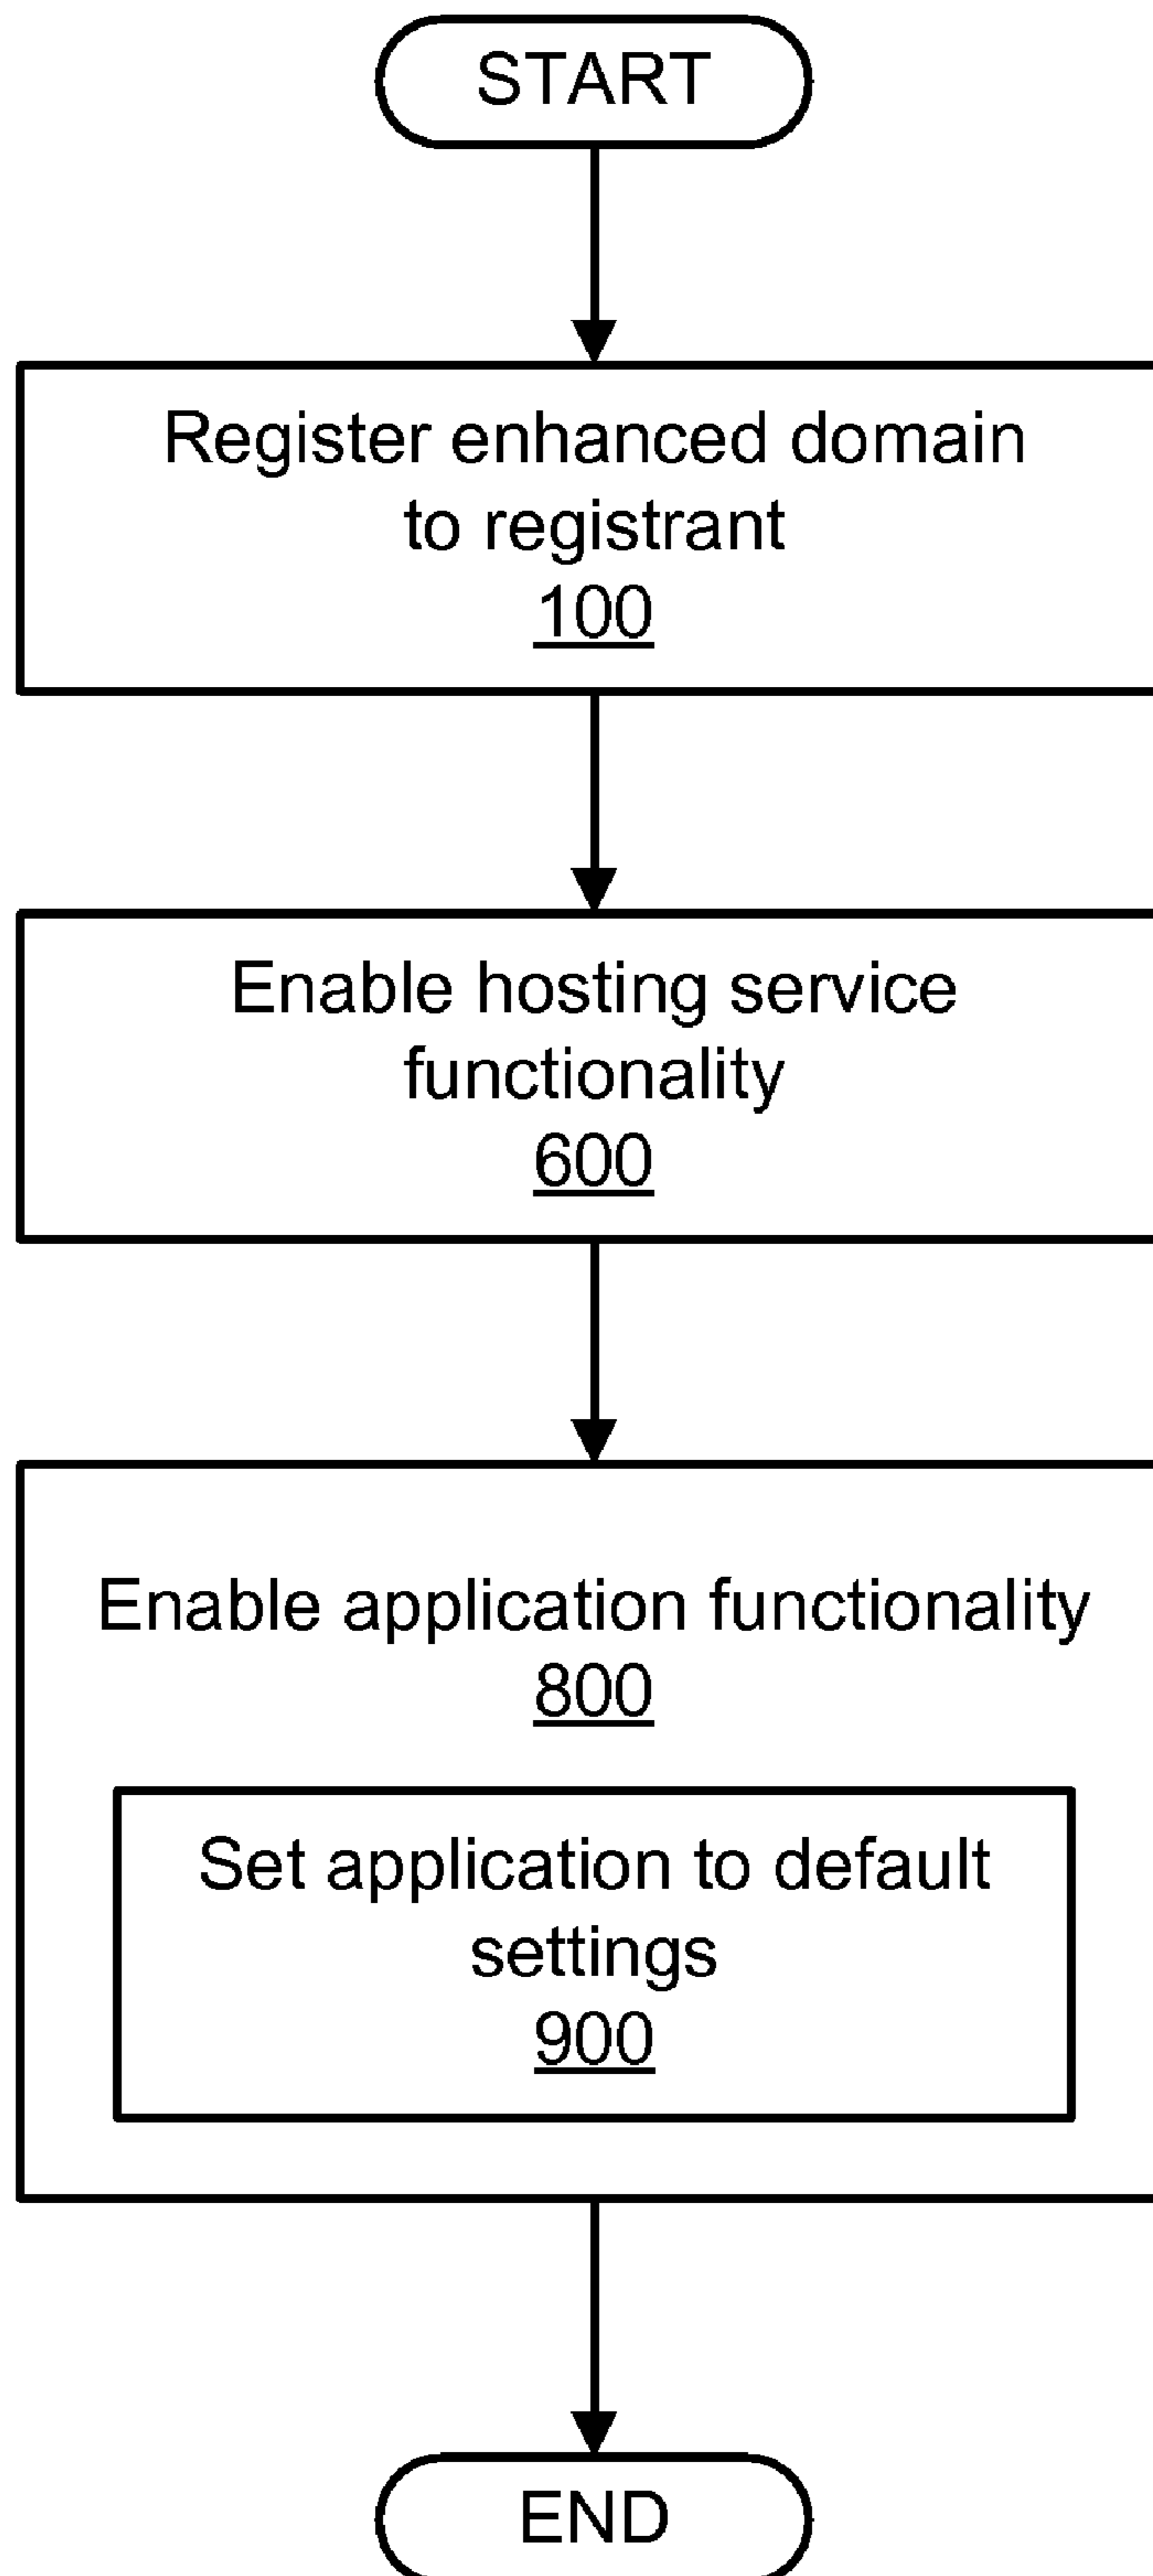 START
Register enhanced domain
to registrant
100
Enable hosting service
functionality
600
Enable application functionality
800
Set application to default
settings
900
END